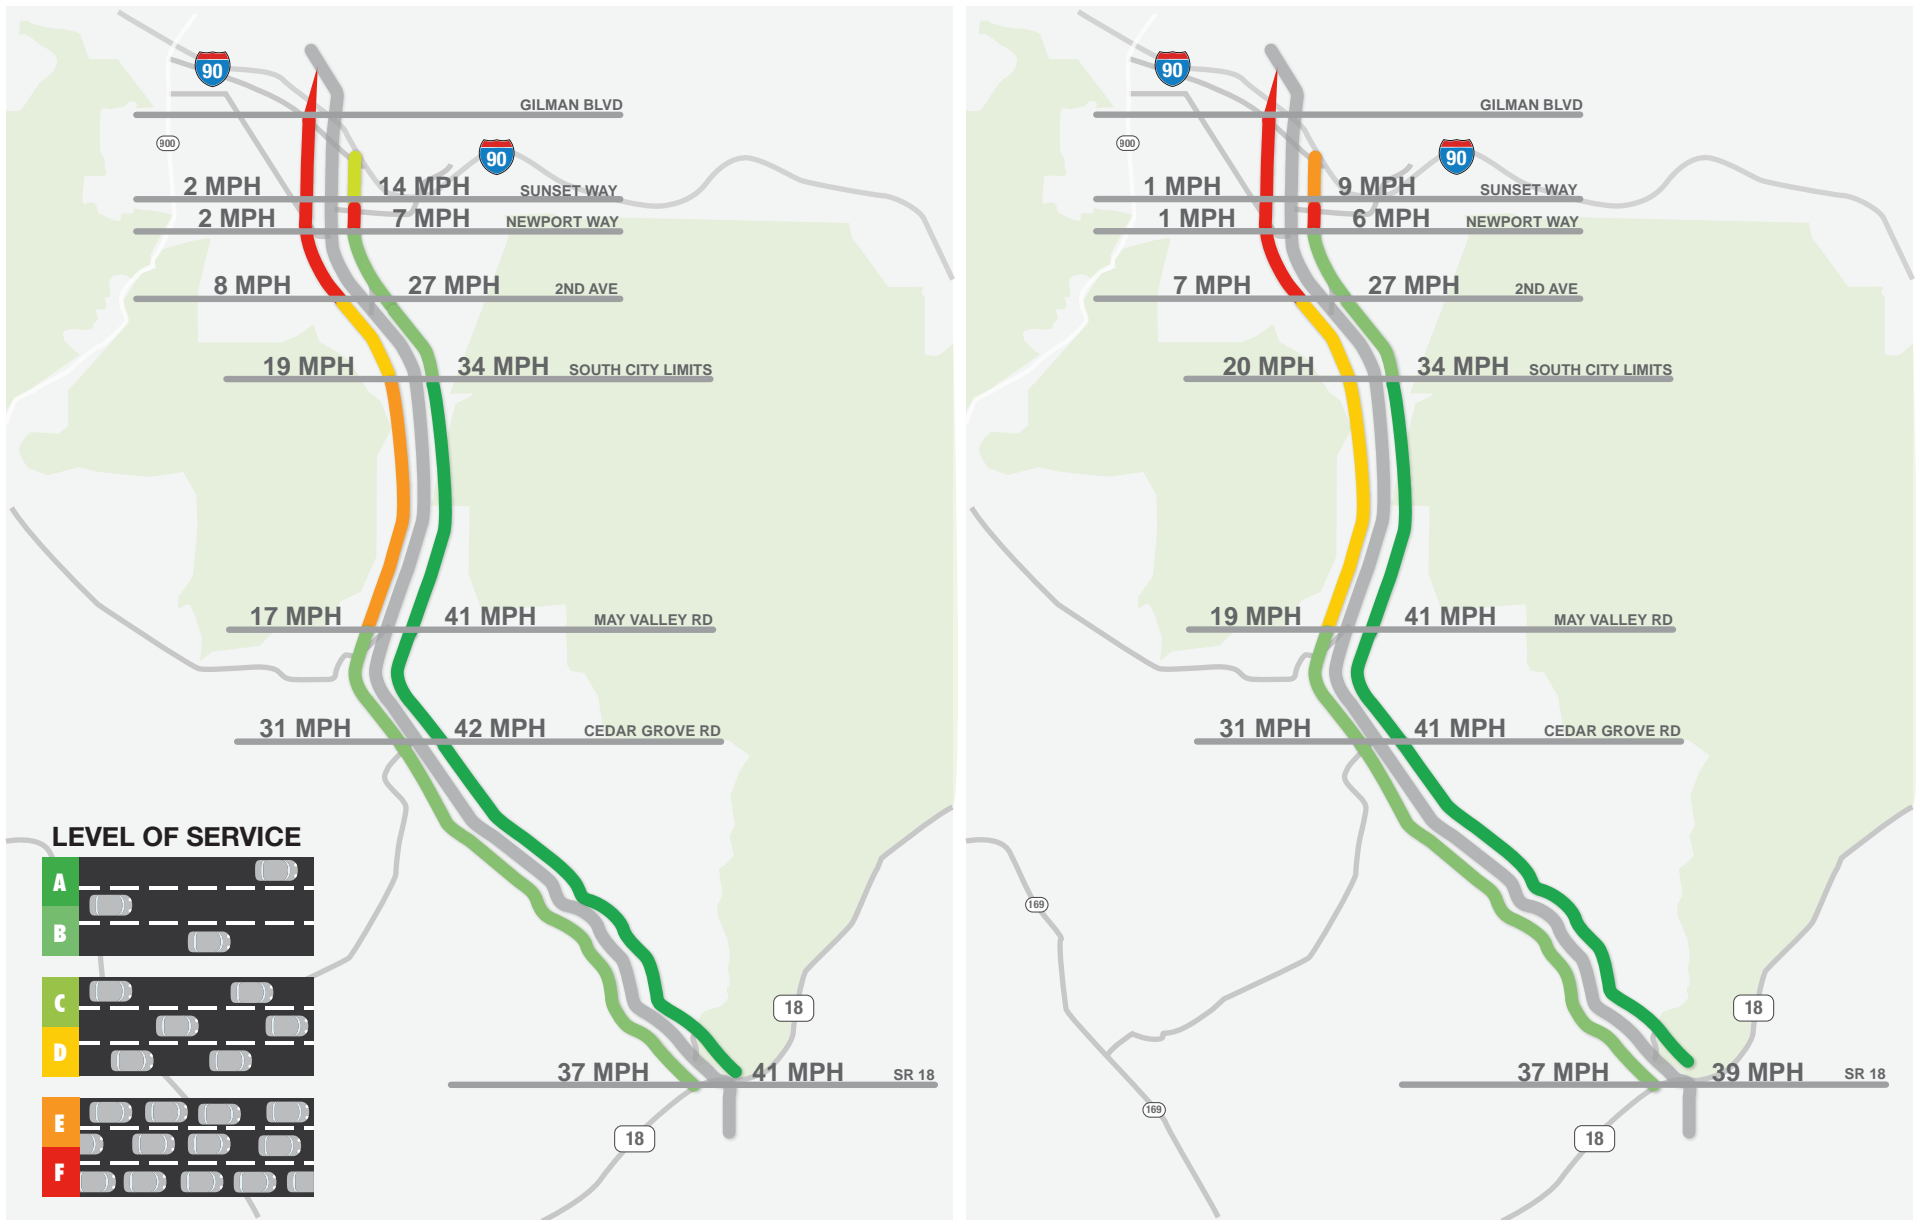 90
GILMAN BLVD
900
90
2 MPH 14 MPH SUNSET WAY
2 MPH 7 MPH NEWPORT WAY
8 MPH 27 MPH 2ND AVE
19 MPH 34 MPH SOUTH CITY LIMITS
17 MPH 41 MPH MAY VALLEY RD
31 MPH 42 MPH CEDAR GROVE RD
LEVEL OF SERVICE
A
B
C
D
E
F
18
37 MPH 41 MPH SR 18
18
90
GILMAN BLVD
900
90
1 MPH 9 MPH SUNSET WAY
1 MPH 6 MPH NEWPORT WAY
7 MPH 27 MPH 2ND AVE
20 MPH 34 MPH SOUTH CITY LIMITS
19 MPH 41 MPH MAY VALLEY RD
31 MPH 41 MPH CEDAR GROVE RD
169
18
37 MPH 39 MPH SR 18
169
18